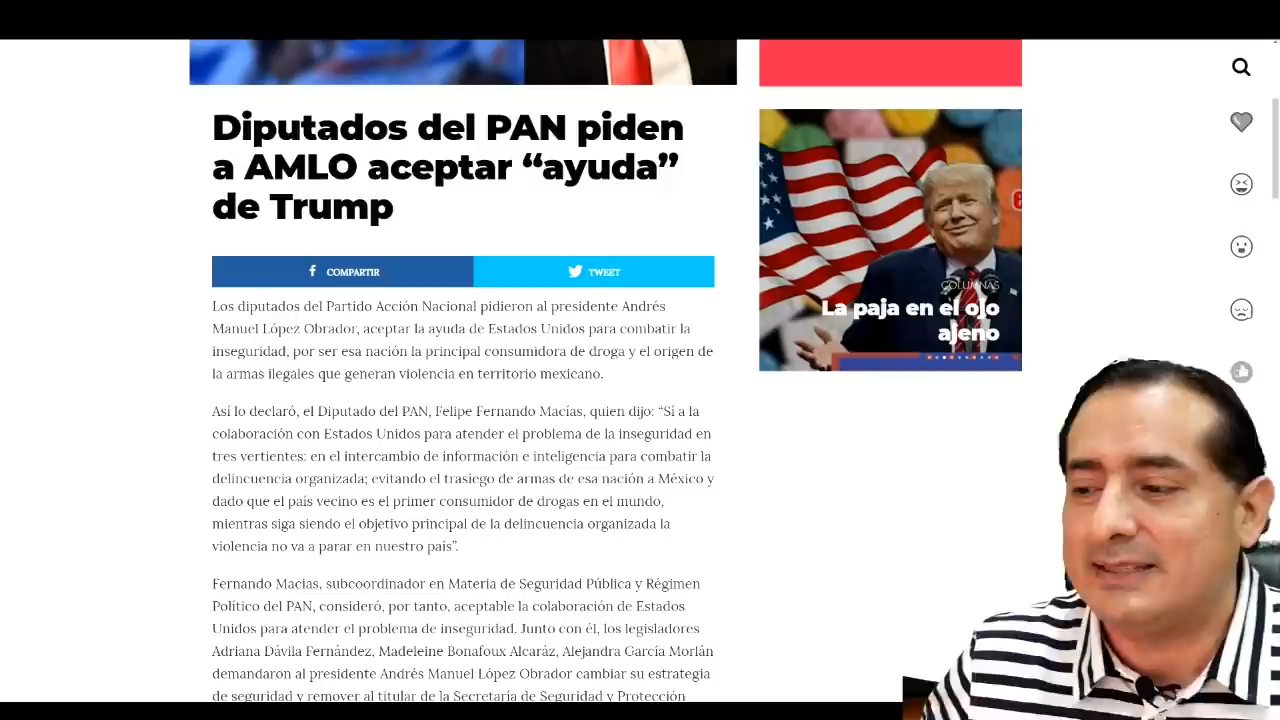 Diputados del PAN piden
a AMLO aceptar “ayuda”
de Trump
COMPARTIR
TWEET
Los diputados del Partido Acción Nacional pidieron al presidente Andrés
Manuel López Obrador, aceptar la ayuda de Estados Unidos para combatir la
inseguridad, por ser esa nación la principal consumidora de droga y el origen de
la armas ilegales que generan violencia en territorio mexicano.
Así lo declaró, el Diputado del PAN, Felipe Fernando Macías, quien dijo: “Sí a la
colaboración con Estados Unidos para atender el problema de la inseguridad en
tres vertientes: en el intercambio de información e inteligencia para combatir la
delincuencia organizada; evitando el trasiego de armas de esa nación a México y
dado que el país vecino es el primer consumidor de drogas en el mundo,
mientras siga siendo el objetivo principal de la delincuencia organizada la
violencia no va a parar en nuestro país”.
Fernando Macias, subcoordinador en Materia de Seguridad Pública y Régimen
Político del PAN, consideró, por tanto, aceptable la colaboración de Estados
Unidos para atender el problema de inseguridad. Junto con él, los legisladores
Adriana Dávila Fernández, Madeleine Bonafoux Alcaráz, Alejandra García Morlán
demandaron al presidente Andrés Manuel López Obrador cambiar su estrategia
de seguridad y remover al titular de la Secretaría de Seguridad y Protección
COLUMNAS
La paja en el ojo
ajeno